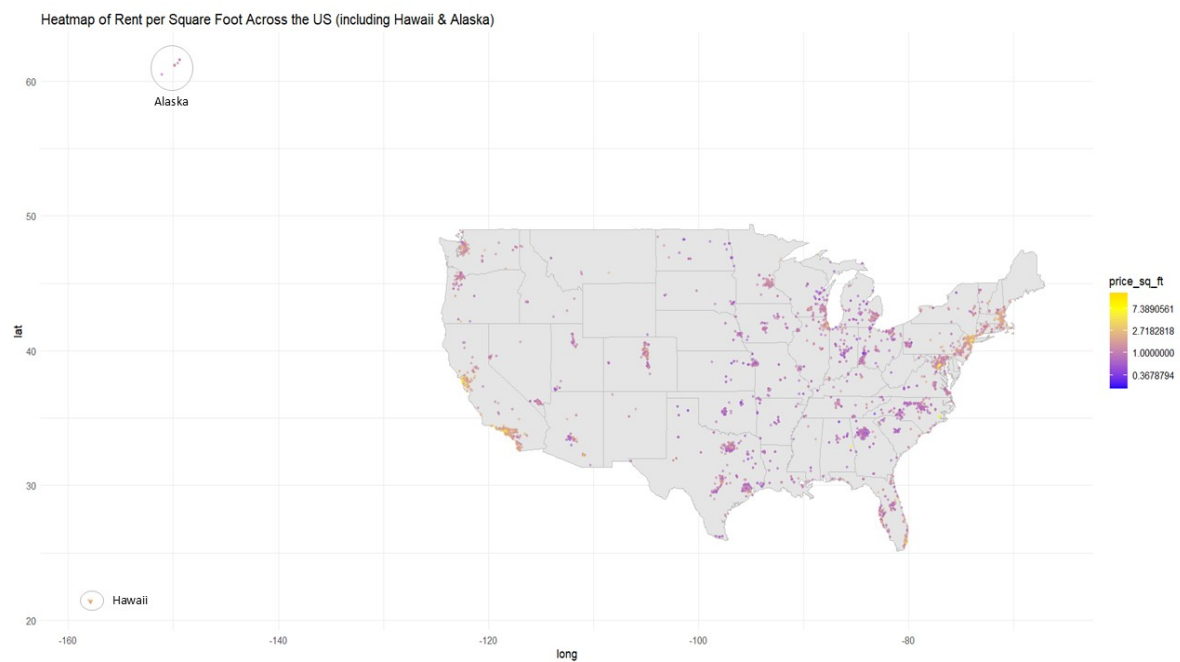 Heatmap of Rent per Square Foot Across the US (including Hawaii & Alaska)
60
Alaska
50
price_sq_ft
7.3890561
2.7182818
1.0000000
0.3678794
lat
40
30
Hawaii
20
-160
-140
-120
-100
-80
long